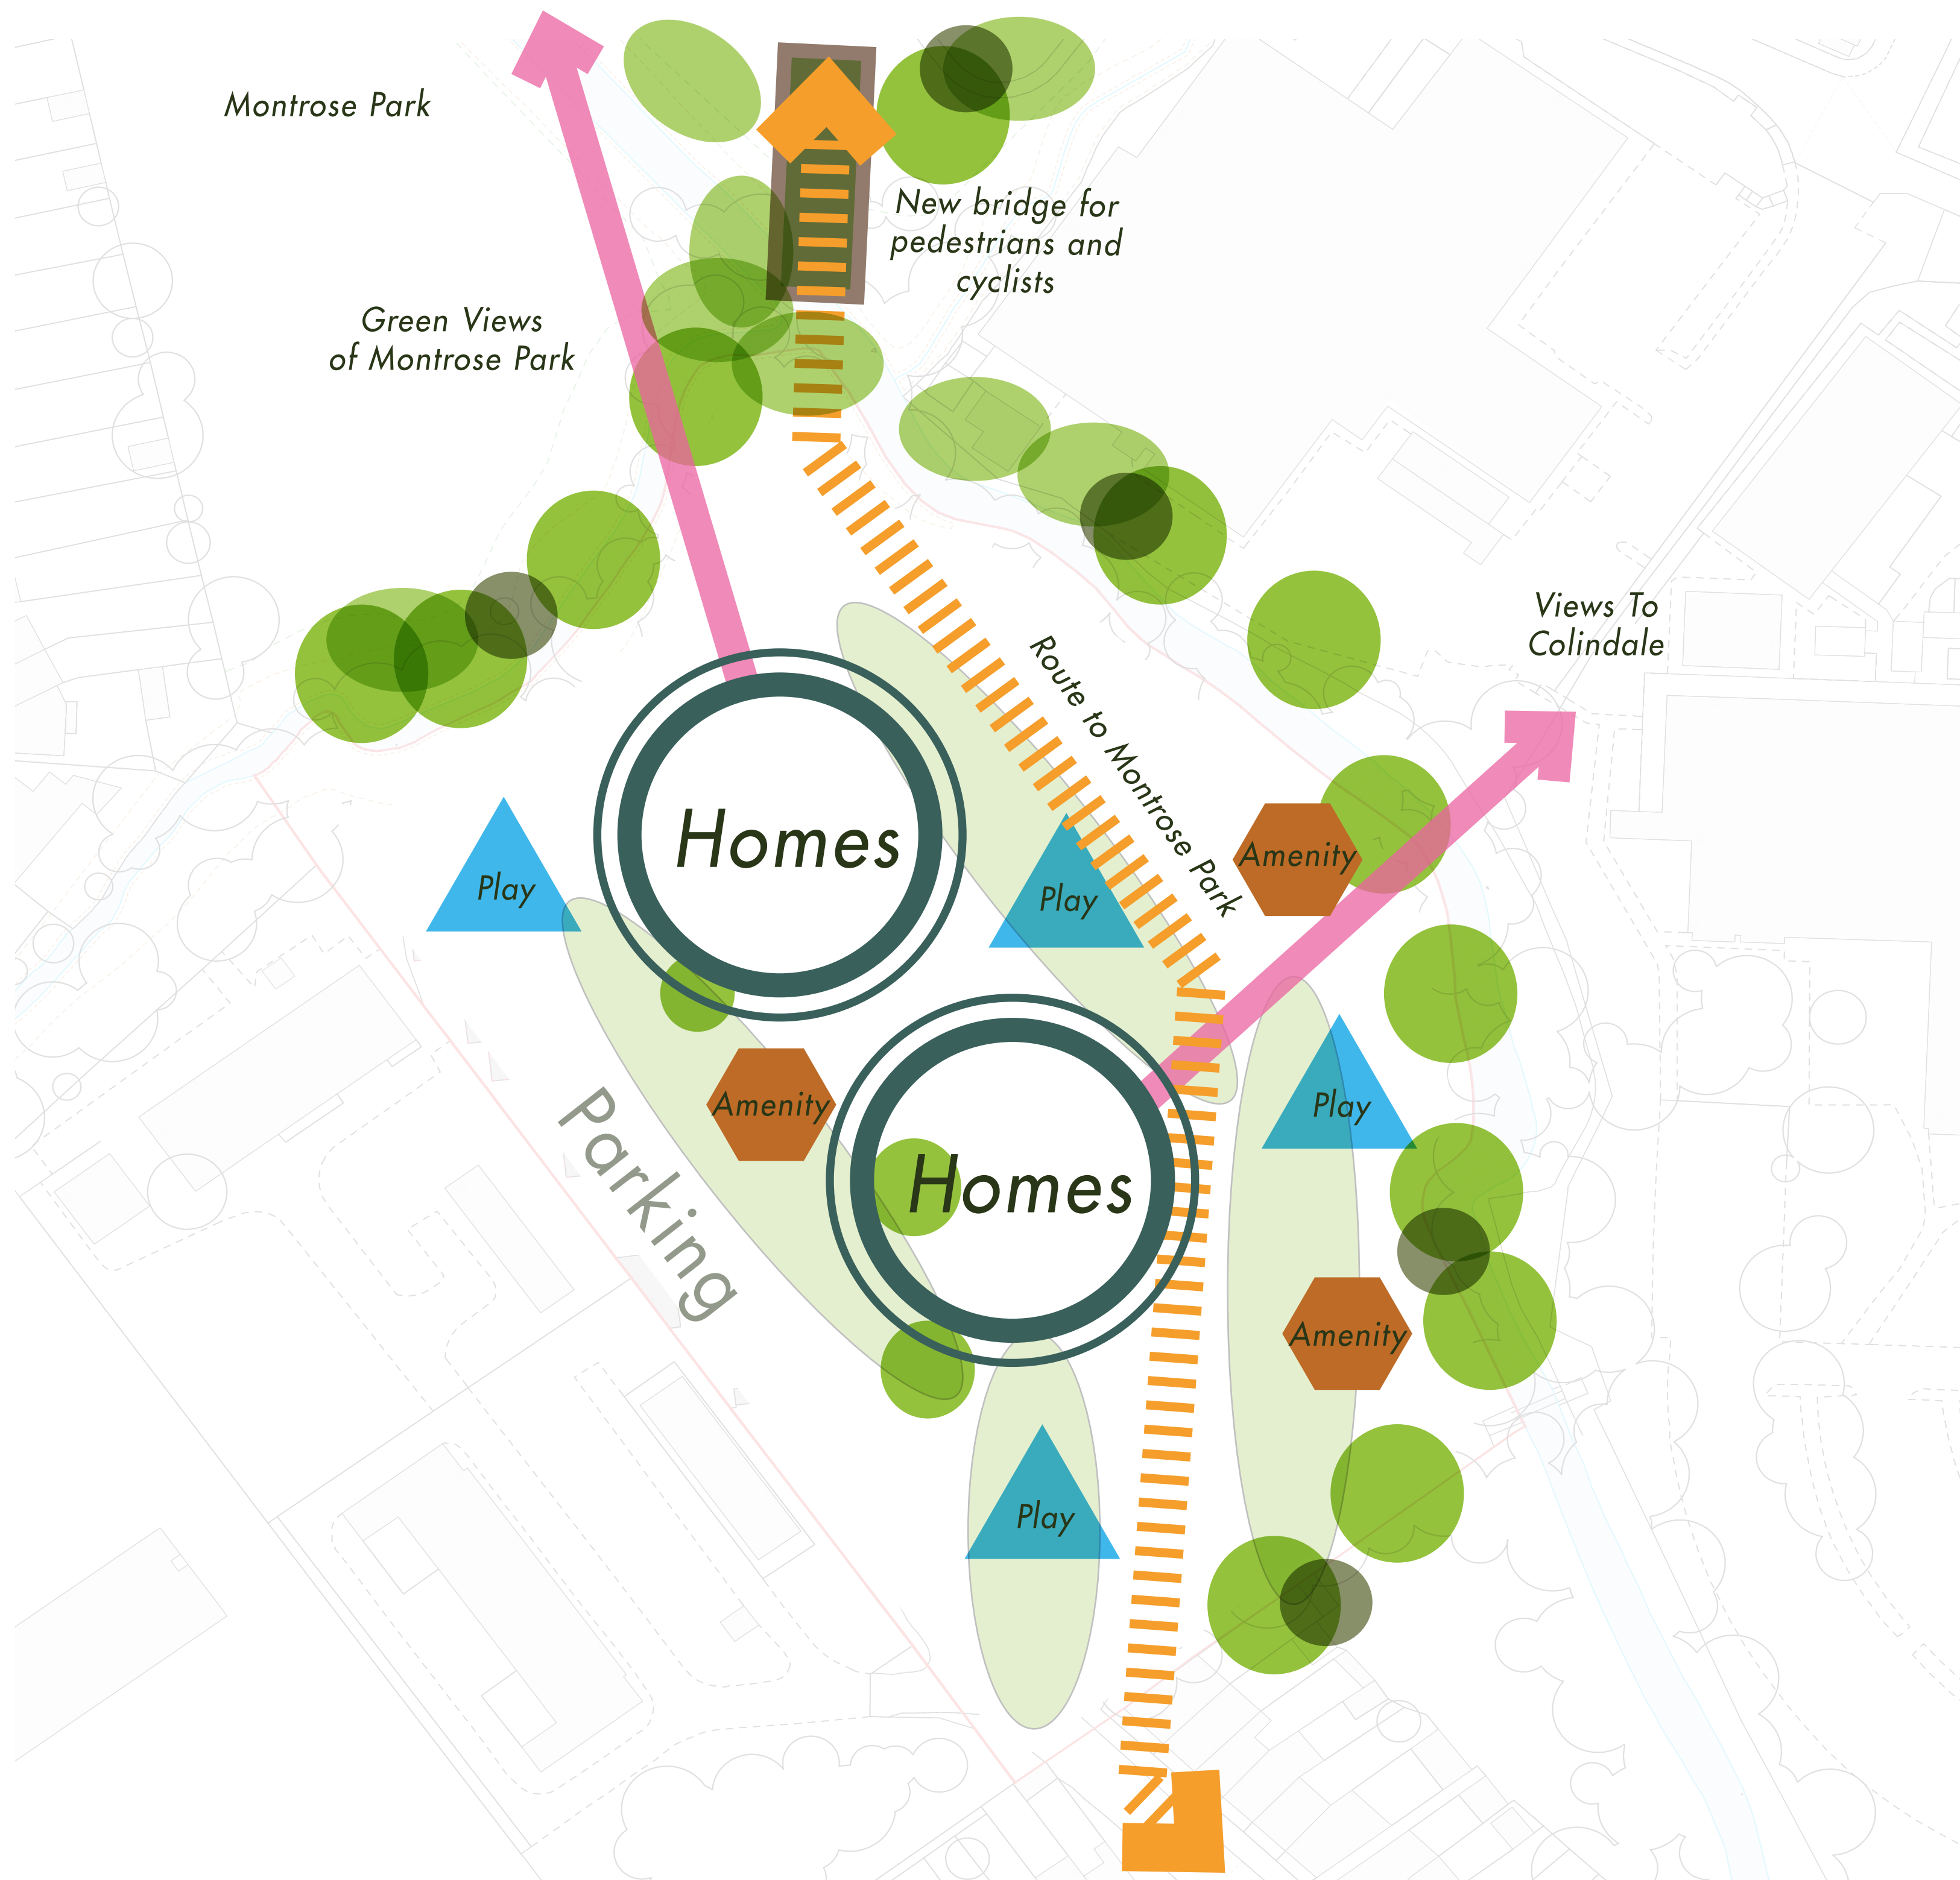 Montrose Park
New bridge for
pedestrians and
cyclists
Green Views
of Montrose Park
Views To
Colindale
Route to Montrose Park
Homes
Amenity
Play
Play
Homes
Amenity
Play
Parking
Amenity
Play